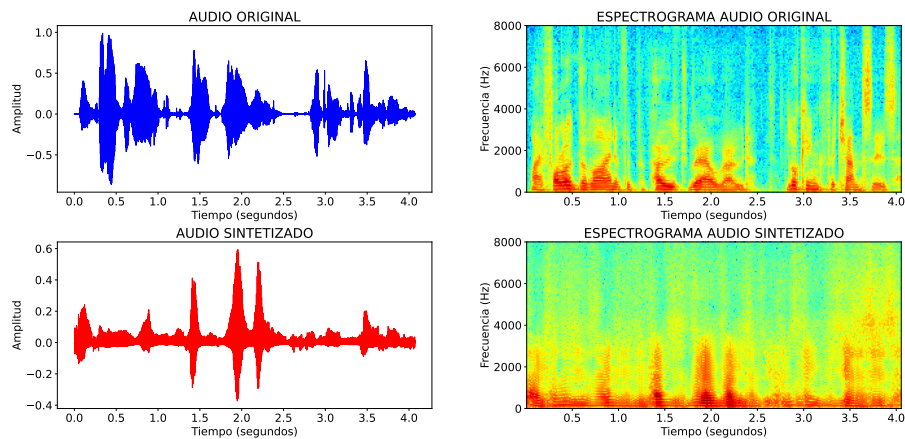 AUDIO ORIGINAL
Amplitud
1.0
0.5
0.0
−0.5
0.0 0.5 1.0 1.5 2.0 2.5 3.0 3.5 4.0
Tiempo (segundos)
ESPECTROGRAMA AUDIO ORIGINAL
Frecuencia (Hz)
8000
6000
4000
2000
0
0.5 1.0 1.5 2.0 2.5 3.0 3.5 4.0
Tiempo (segundos)
AUDIO SINTETIZADO
Amplitud
0.6
0.4
0.2
0.0
−0.2
−0.4
0.0 0.5 1.0 1.5 2.0 2.5 3.0 3.5 4.0
Tiempo (segundos)
ESPECTROGRAMA AUDIO SINTETIZADO
Frecuencia (Hz)
8000
6000
4000
2000
0
0.5 1.0 1.5 2.0 2.5 3.0 3.5 4.0
Tiempo (segundos)